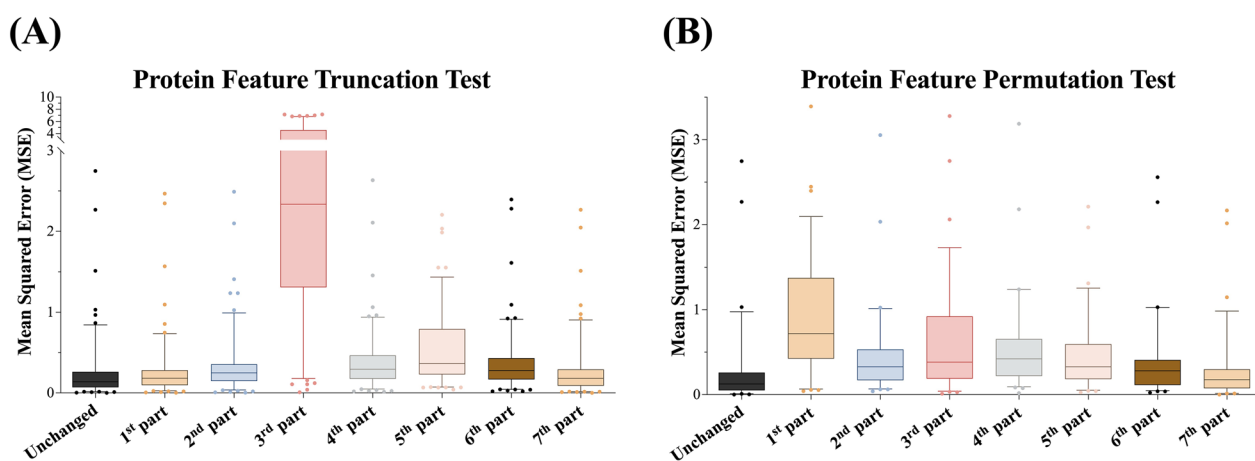 (A)
Protein Feature Truncation Test
Mean Squared Error (MSE)
10
8
6
4
3
2
1
0
Unchanged
1st part
2nd part
3rd part
4th part
5th part
6th part
7th part
(B)
Protein Feature Permutation Test
Mean Squared Error (MSE)
3
2
1
0
Unchanged
1st part
2nd part
3rd part
4th part
5th part
6th part
7th part